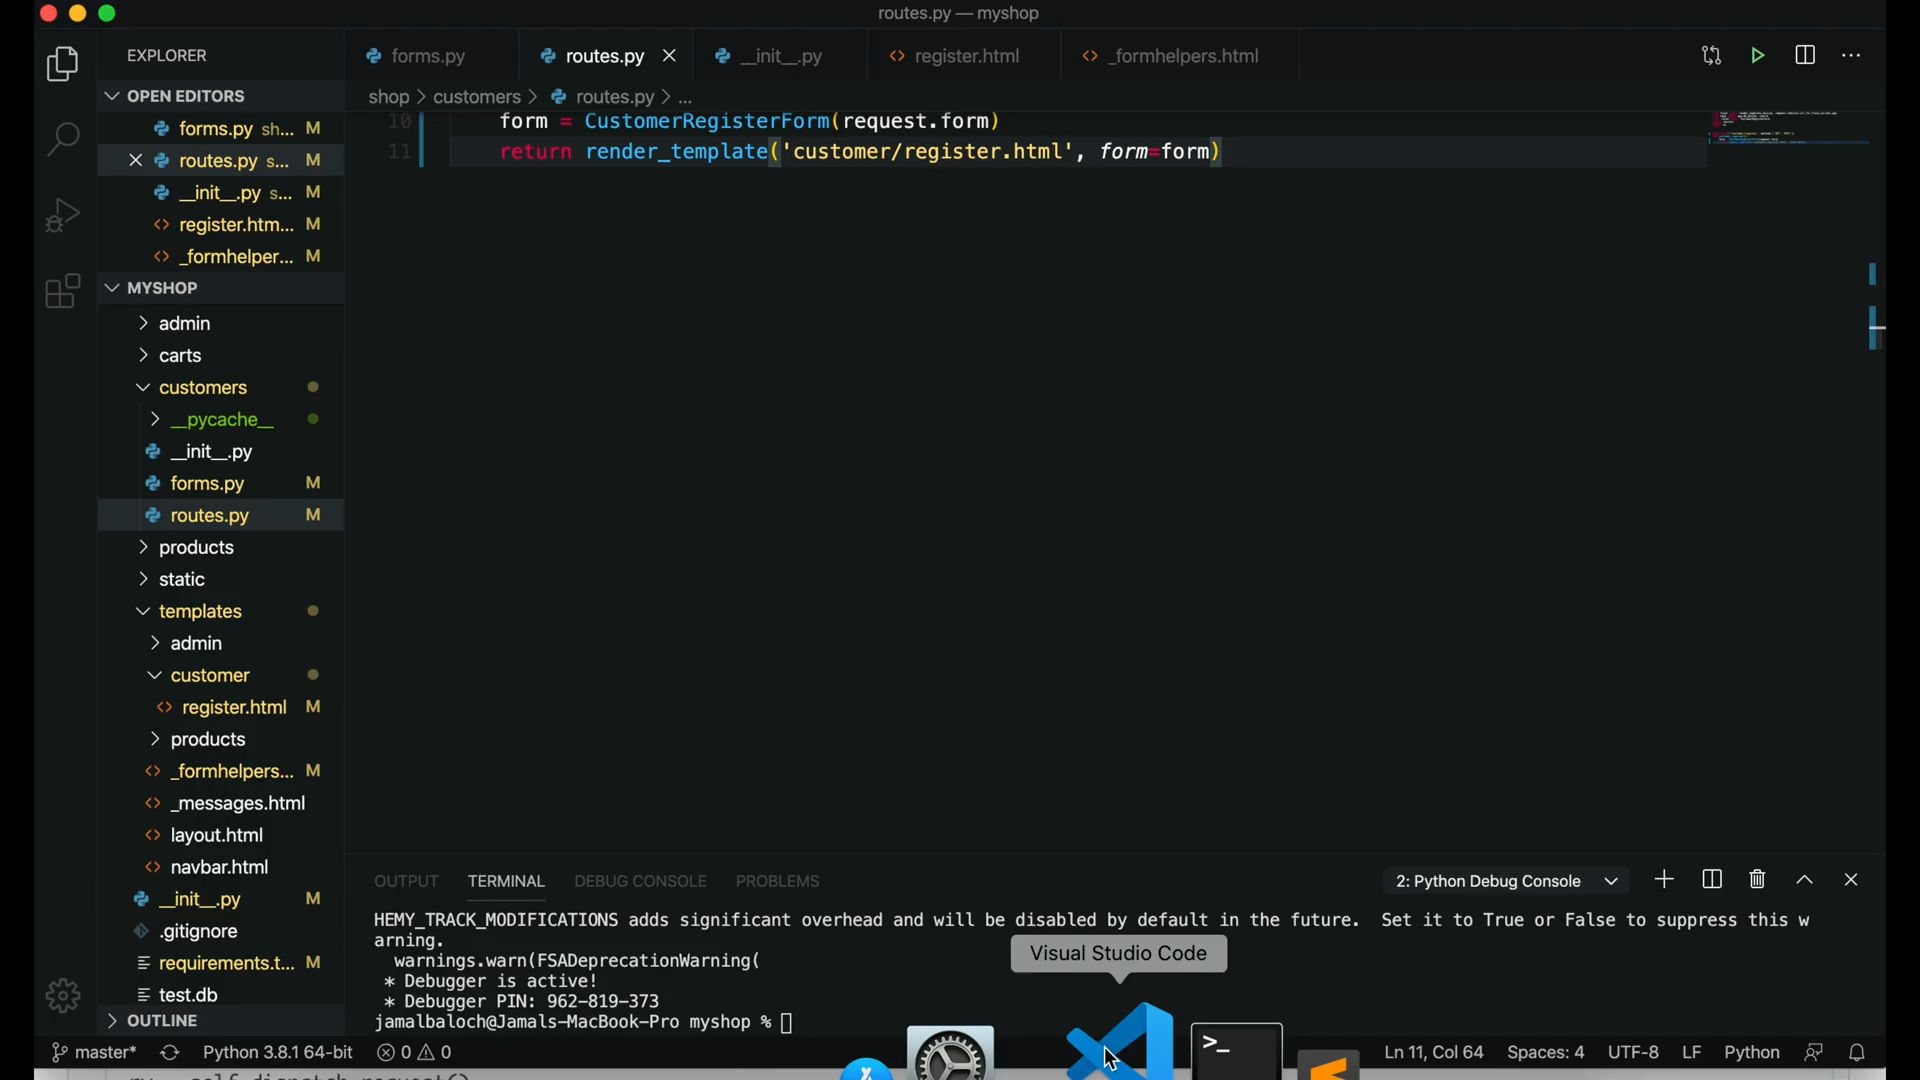 routes.py — myshop
EXPLORER
forms.py
routes.py
__init__.py
register.html
_formhelpers.html
OPEN EDITORS
shop > customers > routes.py > ...
forms.py sh... M
routes.py s... M
__init__.py s... M
register.htm... M
_formhelper... M
10 form = CustomerRegisterForm(request.form)
11 return render_template('customer/register.html', form=form)
MYSHOP
admin
carts
customers
__pycache__
__init__.py
forms.py M
routes.py M
products
static
templates
admin
customer
register.html M
products
_formhelpers... M
_messages.html
layout.html
navbar.html
__init__.py M
.gitignore
requirements.t... M
test.db
OUTLINE
OUTPUT TERMINAL DEBUG CONSOLE PROBLEMS
2: Python Debug Console
HEMY_TRACK_MODIFICATIONS adds significant overhead and will be disabled by default in the future.  Set it to True or False to suppress this w
arning.
warnings.warn(FSADeprecationWarning(
* Debugger is active!
* Debugger PIN: 962-819-373
jamalbaloch@Jamals-MacBook-Pro myshop %
Visual Studio Code
master* Python 3.8.1 64-bit 0 0
Ln 11, Col 64 Spaces: 4 UTF-8 LF Python